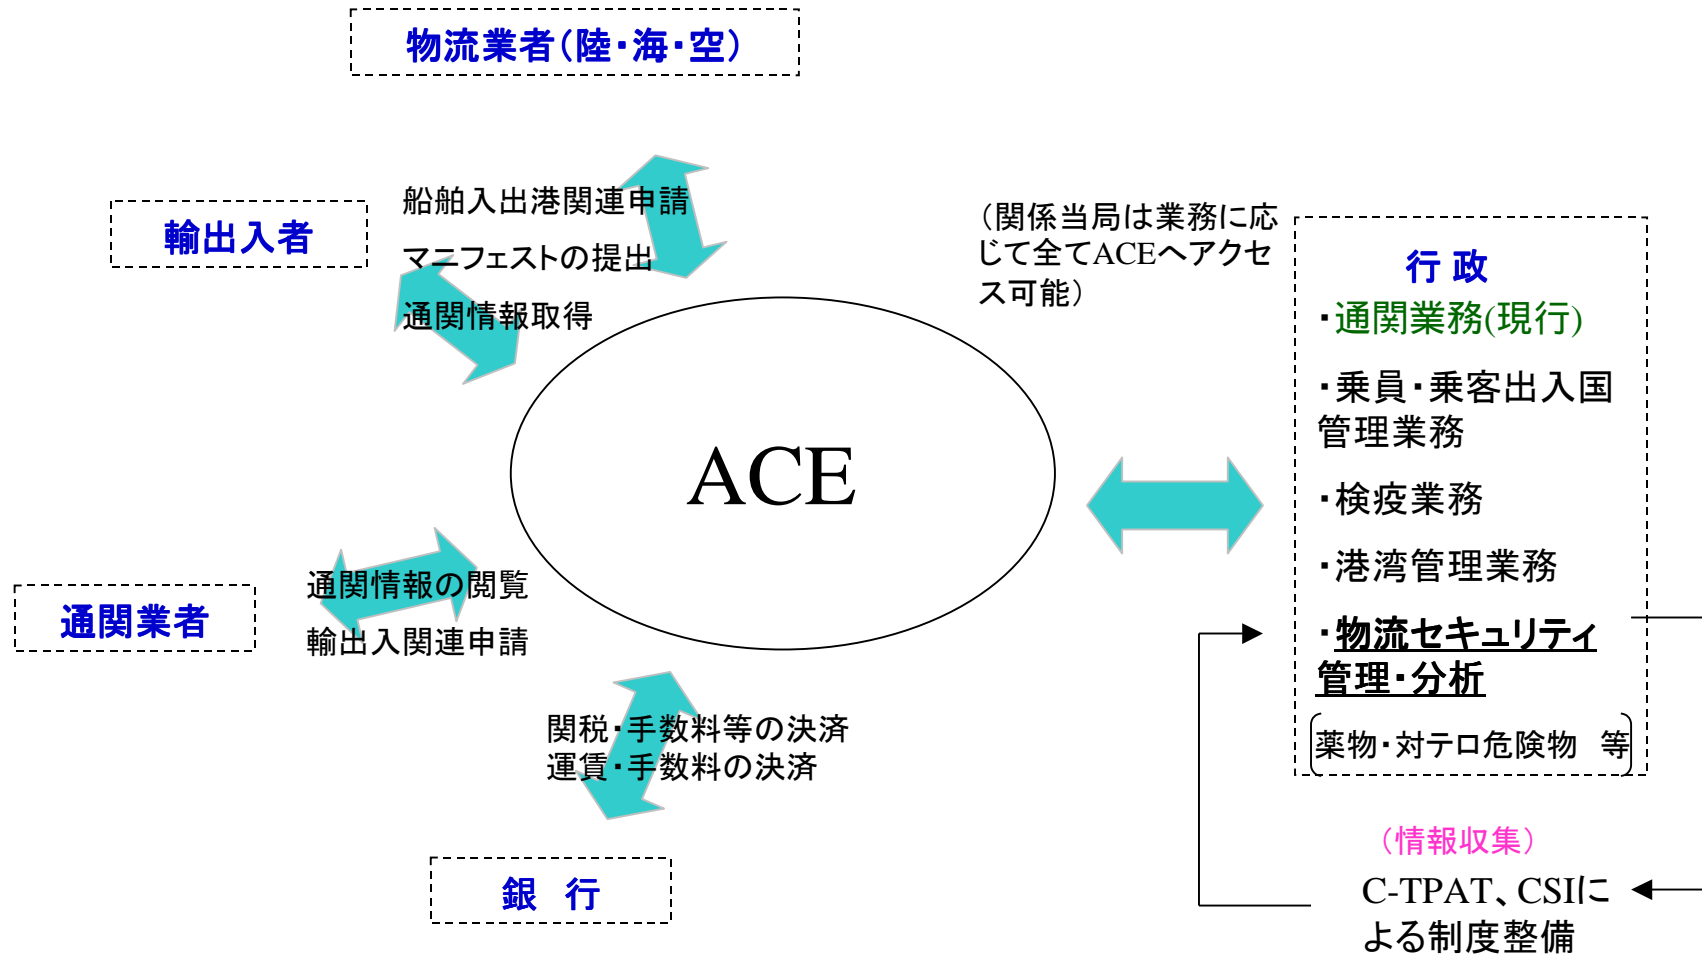 物流業者（陸・海・空）
輸出入者
船舶入出港関連申請
マニフェストの提出
通関情報取得
（関係当局は業務に応
じて全てACEへアクセ
ス可能）
ACE
行 政
・通関業務(現行)
・乗員・乗客出入国
管理業務
・検疫業務
・港湾管理業務
・物流セキュリティ
管理・分析
薬物・対テロ危険物　等
通関業者
通関情報の閲覧
輸出入関連申請
関税・手数料等の決済
運賃・手数料の決済
銀　行
（情報収集）
C-TPAT、CSIに
よる制度整備